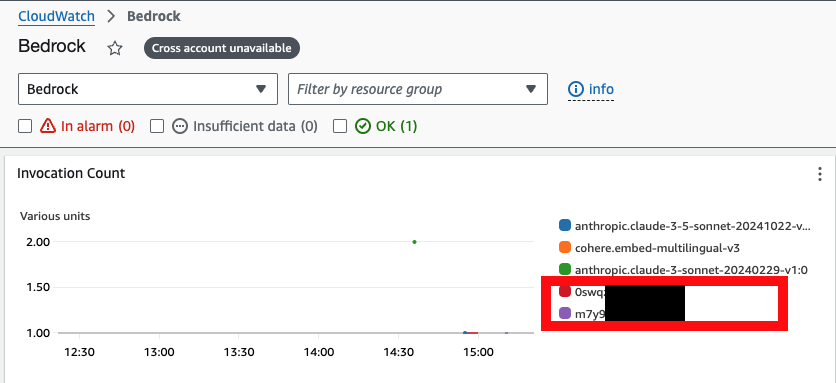 CloudWatch > Bedrock
Bedrock Cross account unavailable
Bedrock Filter by resource group info
In alarm (0) Insufficient data (0) OK (1)
Invocation Count
Various units
2.00
1.50
1.00
12:30 13:00 13:30 14:00 14:30 15:00
anthropic.claude-3-5-sonnet-20241022-v...
cohere.embed-multilingual-v3
anthropic.claude-3-sonnet-20240229-v1:0
0swq
m7y9